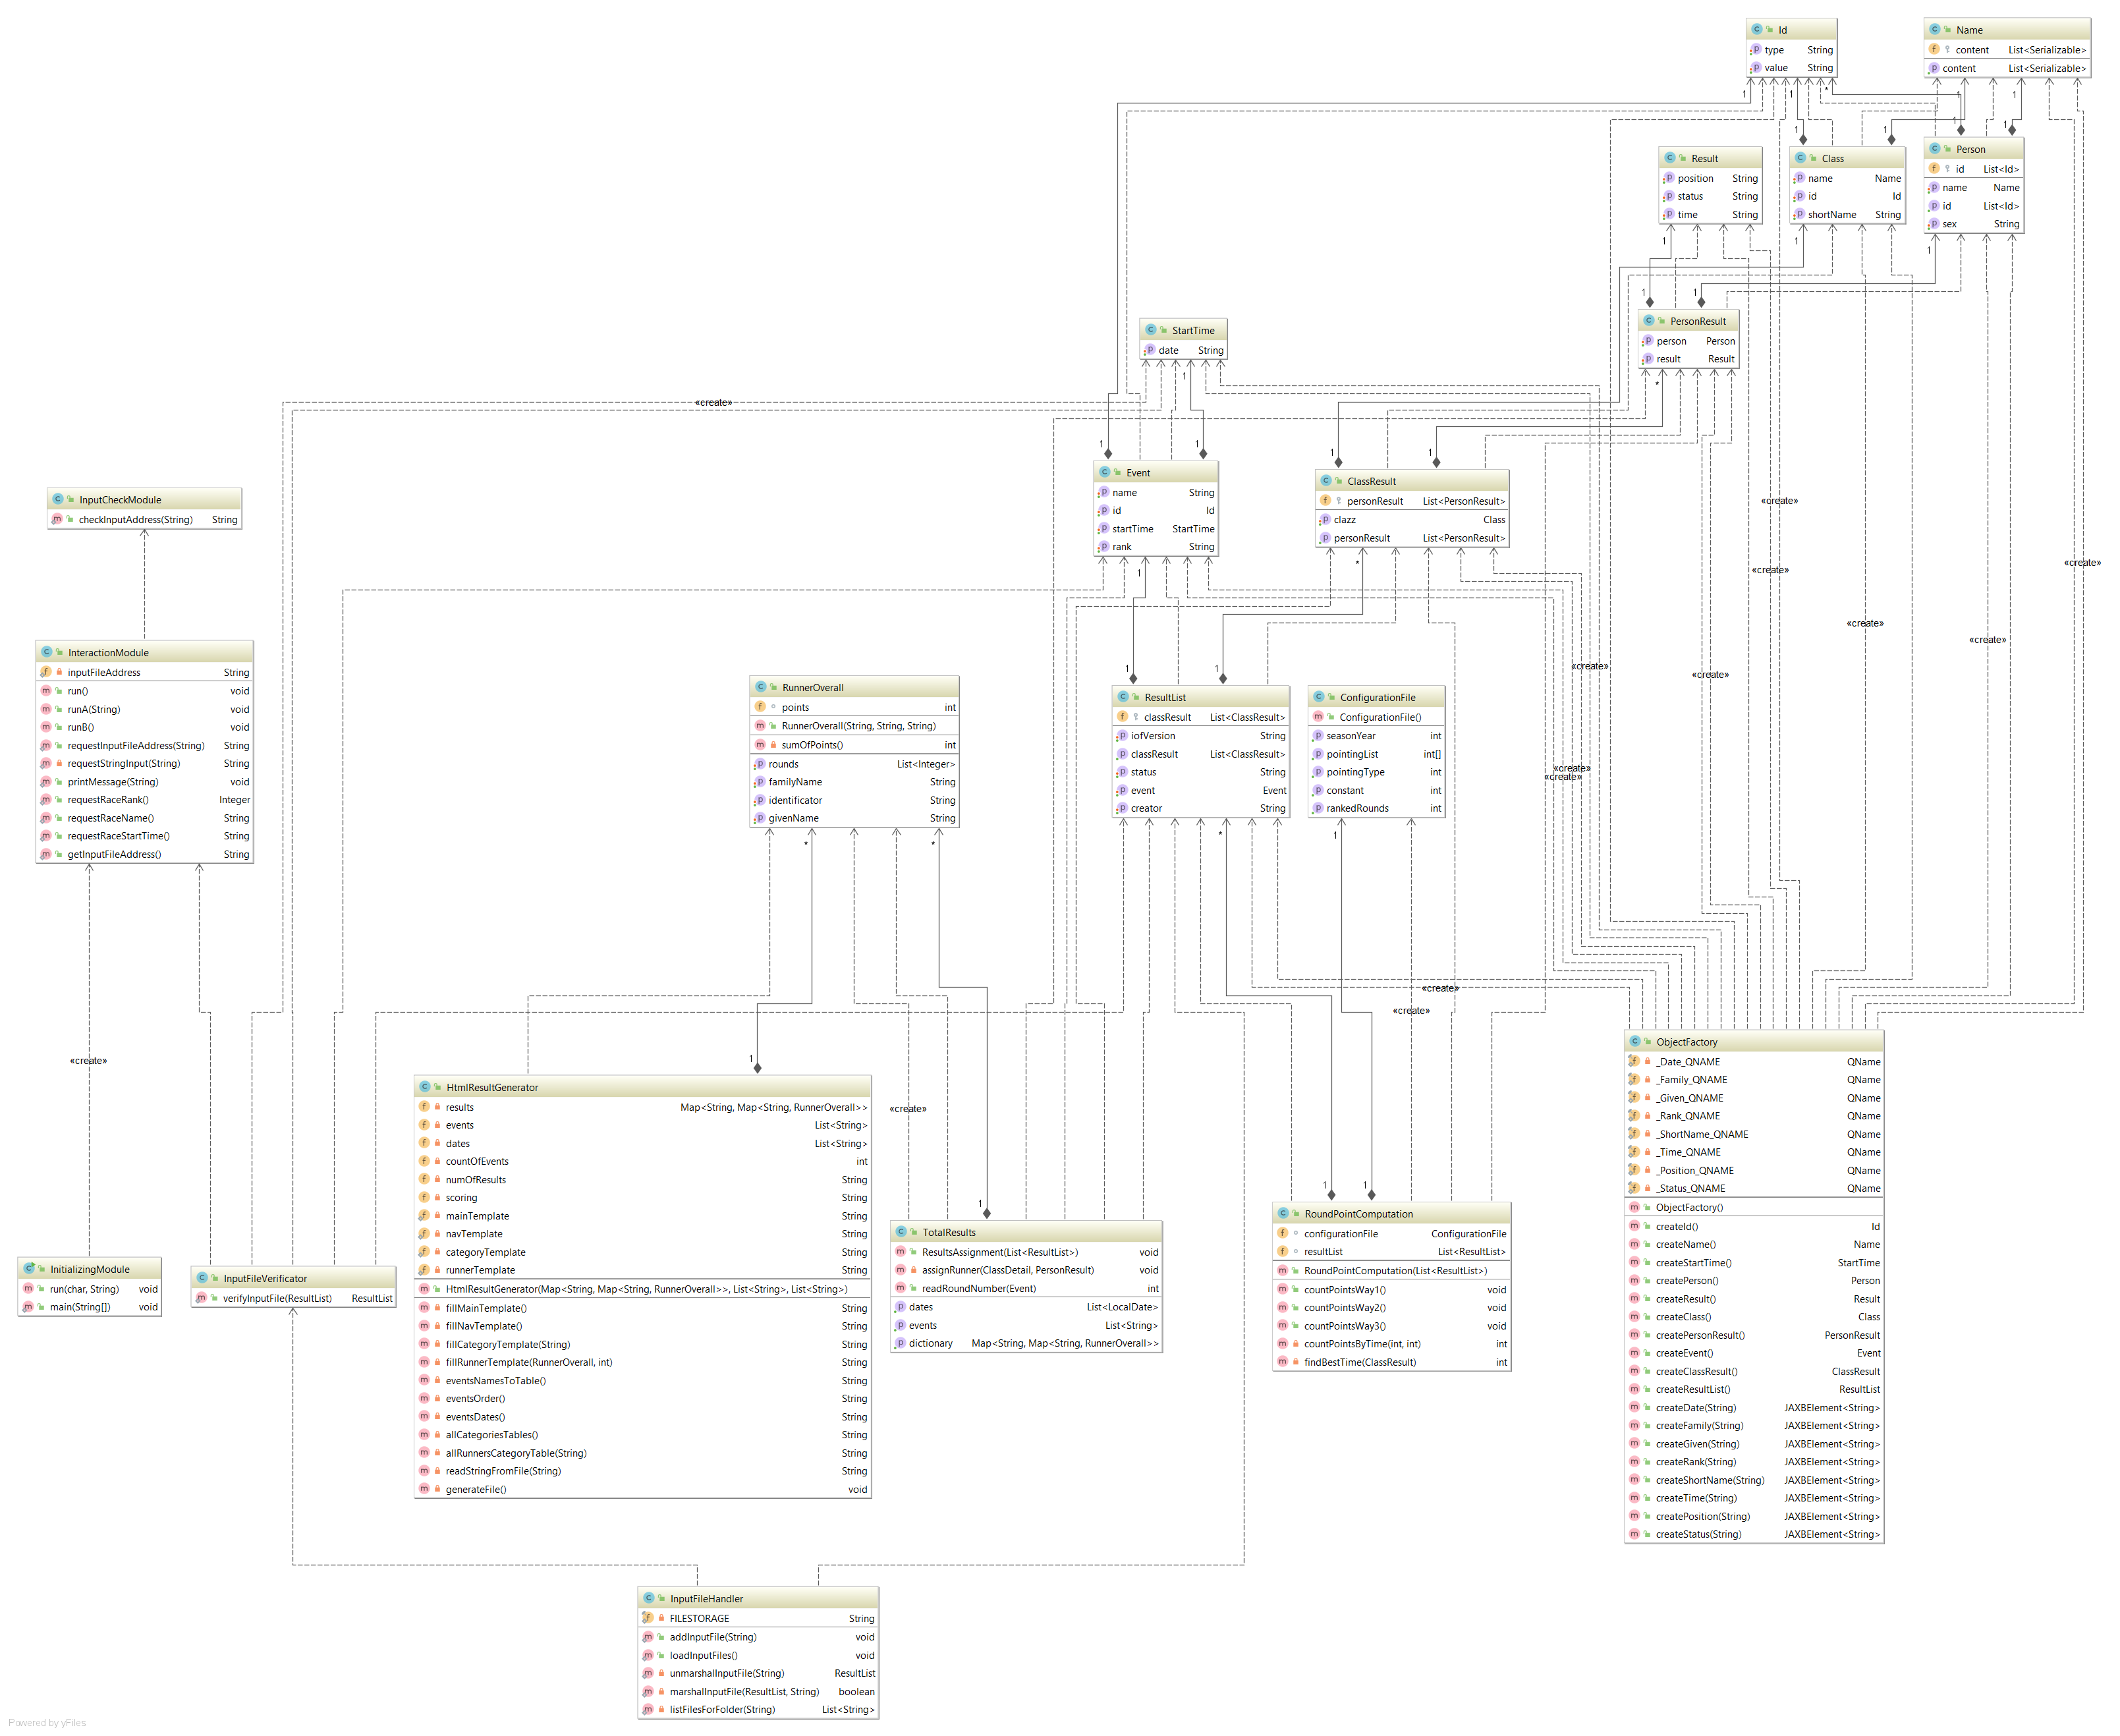 Id
type String
value String
Name
content List<Serializable>
content List<Serializable>
Result
position String
status String
time String
Class
name Name
id Id
shortName String
Person
id List<Id>
name Name
id List<Id>
sex String
StartTime
date String
PersonResult
person Person
result Result
«create»
Event
name String
id Id
startTime StartTime
rank String
ClassResult
personResult List<PersonResult>
clazz Class
personResult List<PersonResult>
InputCheckModule
checkInputAddress(String) String
«create»
«create»
«create»
«create»
«create»
«create»
«create»
«create»
«create»
InteractionModule
inputFileAddress String
run() void
runA(String) void
runB() void
requestInputFileAddress(String) String
requestStringInput(String) String
printMessage(String) void
requestRaceRank() Integer
requestRaceName() String
requestRaceStartTime() String
getInputFileAddress() String
RunnerOverall
points int
RunnerOverall(String, String, String)
sumOfPoints() int
rounds List<Integer>
familyName String
identificator String
givenName String
ResultList
classResult List<ClassResult>
iofVersion String
classResult List<ClassResult>
status String
event Event
creator String
ConfigurationFile
ConfigurationFile()
seasonYear int
pointingList int[]
pointingType int
constant int
rankedRounds int
«create»
«create»
«create»
«create»
ObjectFactory
_Date_QNAME QName
_Family_QNAME QName
_Given_QNAME QName
_Rank_QNAME QName
_ShortName_QNAME QName
_Time_QNAME QName
_Position_QNAME QName
_Status_QNAME QName
ObjectFactory()
createId() Id
createName() Name
createStartTime() StartTime
createPerson() Person
createResult() Result
createClass() Class
createPersonResult() PersonResult
createEvent() Event
createClassResult() ClassResult
createResultList() ResultList
createDate(String) JAXBElement<String>
createFamily(String) JAXBElement<String>
createGiven(String) JAXBElement<String>
createRank(String) JAXBElement<String>
createShortName(String) JAXBElement<String>
createTime(String) JAXBElement<String>
createPosition(String) JAXBElement<String>
createStatus(String) JAXBElement<String>
HtmlResultGenerator
results Map<String, Map<String, RunnerOverall>>
events List<String>
dates List<String>
countOfEvents int
numOfResults String
scoring String
mainTemplate String
navTemplate String
categoryTemplate String
runnerTemplate String
HtmlResultGenerator(Map<String, Map<String, RunnerOverall>>, List<String>, List<String>)
fillMainTemplate() String
fillNavTemplate() String
fillCategoryTemplate(String) String
fillRunnerTemplate(RunnerOverall, int) String
eventsNamesToTable() String
eventsOrder() String
eventsDates() String
allCategoriesTables() String
allRunnersCategoryTable(String) String
readStringFromFile(String) String
generateFile() void
TotalResults
ResultsAssignment(List<ResultList>) void
assignRunner(ClassDetail, PersonResult) void
readRoundNumber(Event) int
dates List<LocalDate>
events List<String>
dictionary Map<String, Map<String, RunnerOverall>>
RoundPointComputation
configurationFile ConfigurationFile
resultList List<ResultList>
RoundPointComputation(List<ResultList>)
countPointsWay1() void
countPointsWay2() void
countPointsWay3() void
countPointsByTime(int, int) int
findBestTime(ClassResult) int
InitializingModule
run(char, String) void
main(String[]) void
InputFileVerificator
verifyInputFile(ResultList) ResultList
InputFileHandler
FILESTORAGE String
addInputFile(String) void
loadInputFiles() void
unmarshalInputFile(String) ResultList
marshalInputFile(ResultList, String) boolean
listFilesForFolder(String) List<String>
Powered by yFiles